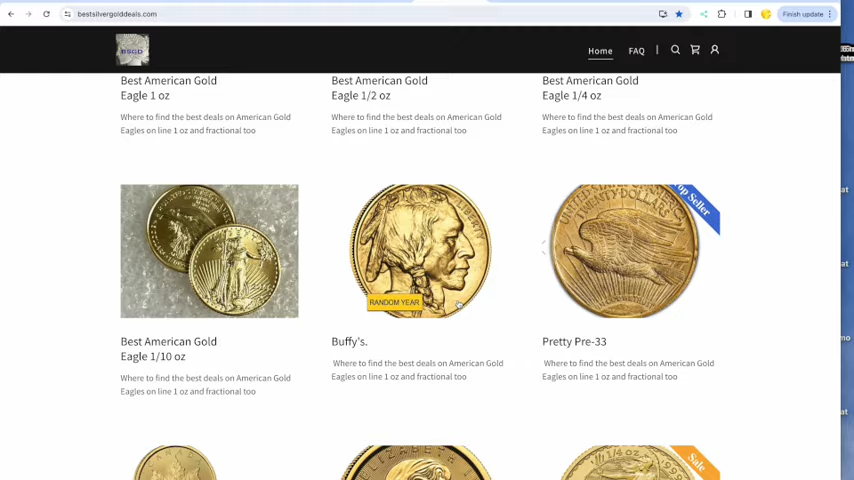 bestsilvergolddeals.com
Finish update
BSGD
Home FAQ
Best American Gold
Eagle 1 oz
Where to find the best deals on American Gold
Eagles on line 1 oz and fractional too
Best American Gold
Eagle 1/2 oz
Where to find the best deals on American Gold
Eagles on line 1 oz and fractional too
Best American Gold
Eagle 1/4 oz
Where to find the best deals on American Gold
Eagles on line 1 oz and fractional too
LIBERTY
RANDOM YEAR
UNITED STATES OF AMERICA
TWENTY DOLLARS
Top Seller
Best American Gold
Eagle 1/10 oz
Where to find the best deals on American Gold
Eagles on line 1 oz and fractional too
Buffy's.
Where to find the best deals on American Gold
Eagles on line 1 oz and fractional too
Pretty Pre-33
Where to find the best deals on American Gold
Eagles on line 1 oz and fractional too
CANADA
ELIZABETH II
1/4 oz.
Sale